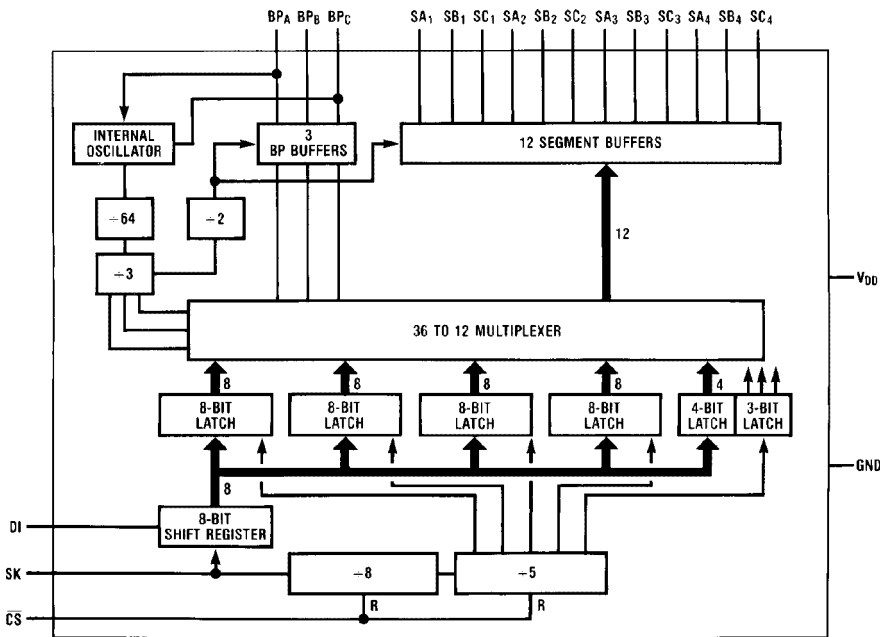 BPA BPB BPC SA1 SB1 SC1 SA2 SB2 SC2 SA3 SB3 SC3 SA4 SB4 SC4
INTERNAL
OSCILLATOR
3
BP BUFFERS
12 SEGMENT BUFFERS
÷64
÷2
12
÷3
VDD
36 TO 12 MULTIPLEXER
8 8 8 8 4
8-BIT
LATCH
8-BIT
LATCH
8-BIT
LATCH
8-BIT
LATCH
4-BIT
LATCH
3-BIT
LATCH
GND
8
DI
8-BIT
SHIFT REGISTER
SK
÷8
÷5
R R
C̅S̅